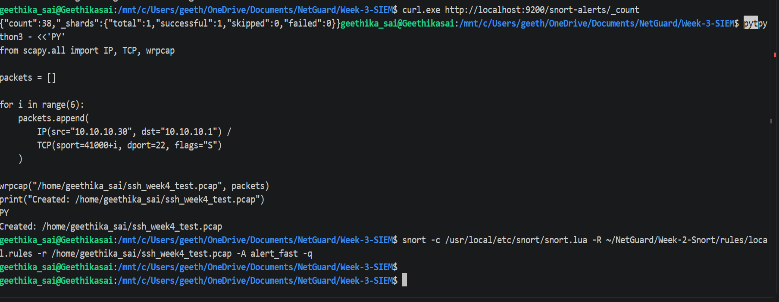 geethika_sai@Geethikasai:/mnt/c/Users/geeth/OneDrive/Documents/NetGuard/Week-3-SIEM$ curl.exe http://localhost:9200/snort-alerts/_count
{"count":38,"_shards":{"total":1,"successful":1,"skipped":0,"failed":0}}geethika_sai@Geethikasai:/mnt/c/Users/geeth/OneDrive/Documents/NetGuard/Week-3-SIEM$ pytpy
thon3 - <<'PY'
from scapy.all import IP, TCP, wrpcap
packets = []
for i in range(6):
    packets.append(
        IP(src="10.10.10.30", dst="10.10.10.1") /
        TCP(sport=41000+i, dport=22, flags="S")
    )
wrpcap("/home/geethika_sai/ssh_week4_test.pcap", packets)
print("Created: /home/geethika_sai/ssh_week4_test.pcap")
PY
Created: /home/geethika_sai/ssh_week4_test.pcap
geethika_sai@Geethikasai:/mnt/c/Users/geeth/OneDrive/Documents/NetGuard/Week-3-SIEM$ snort -c /usr/local/etc/snort/snort.lua -R ~/NetGuard/Week-2-Snort/rules/loca
l.rules -r /home/geethika_sai/ssh_week4_test.pcap -A alert_fast -q
geethika_sai@Geethikasai:/mnt/c/Users/geeth/OneDrive/Documents/NetGuard/Week-3-SIEM$
geethika_sai@Geethikasai:/mnt/c/Users/geeth/OneDrive/Documents/NetGuard/Week-3-SIEM$